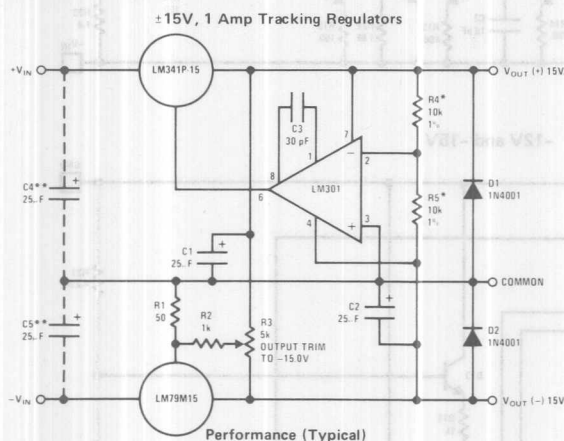 ±15V, 1 Amp Tracking Regulators
+VIN
LM341P-15
VOUT (+) 15V
C3
30 pF
R4*
10k
1%
7
8
1
2
6
LM301
4
3
C4**
25µF
R5*
10k
1%
D1
1N4001
C1
25µF
COMMON
R1
50
R2
1k
R3
5k
OUTPUT TRIM
TO -15.0V
C2
25µF
C5**
25µF
D2
1N4001
-VIN
LM79M15
VOUT (-) 15V
Performance (Typical)
-12V and -15V